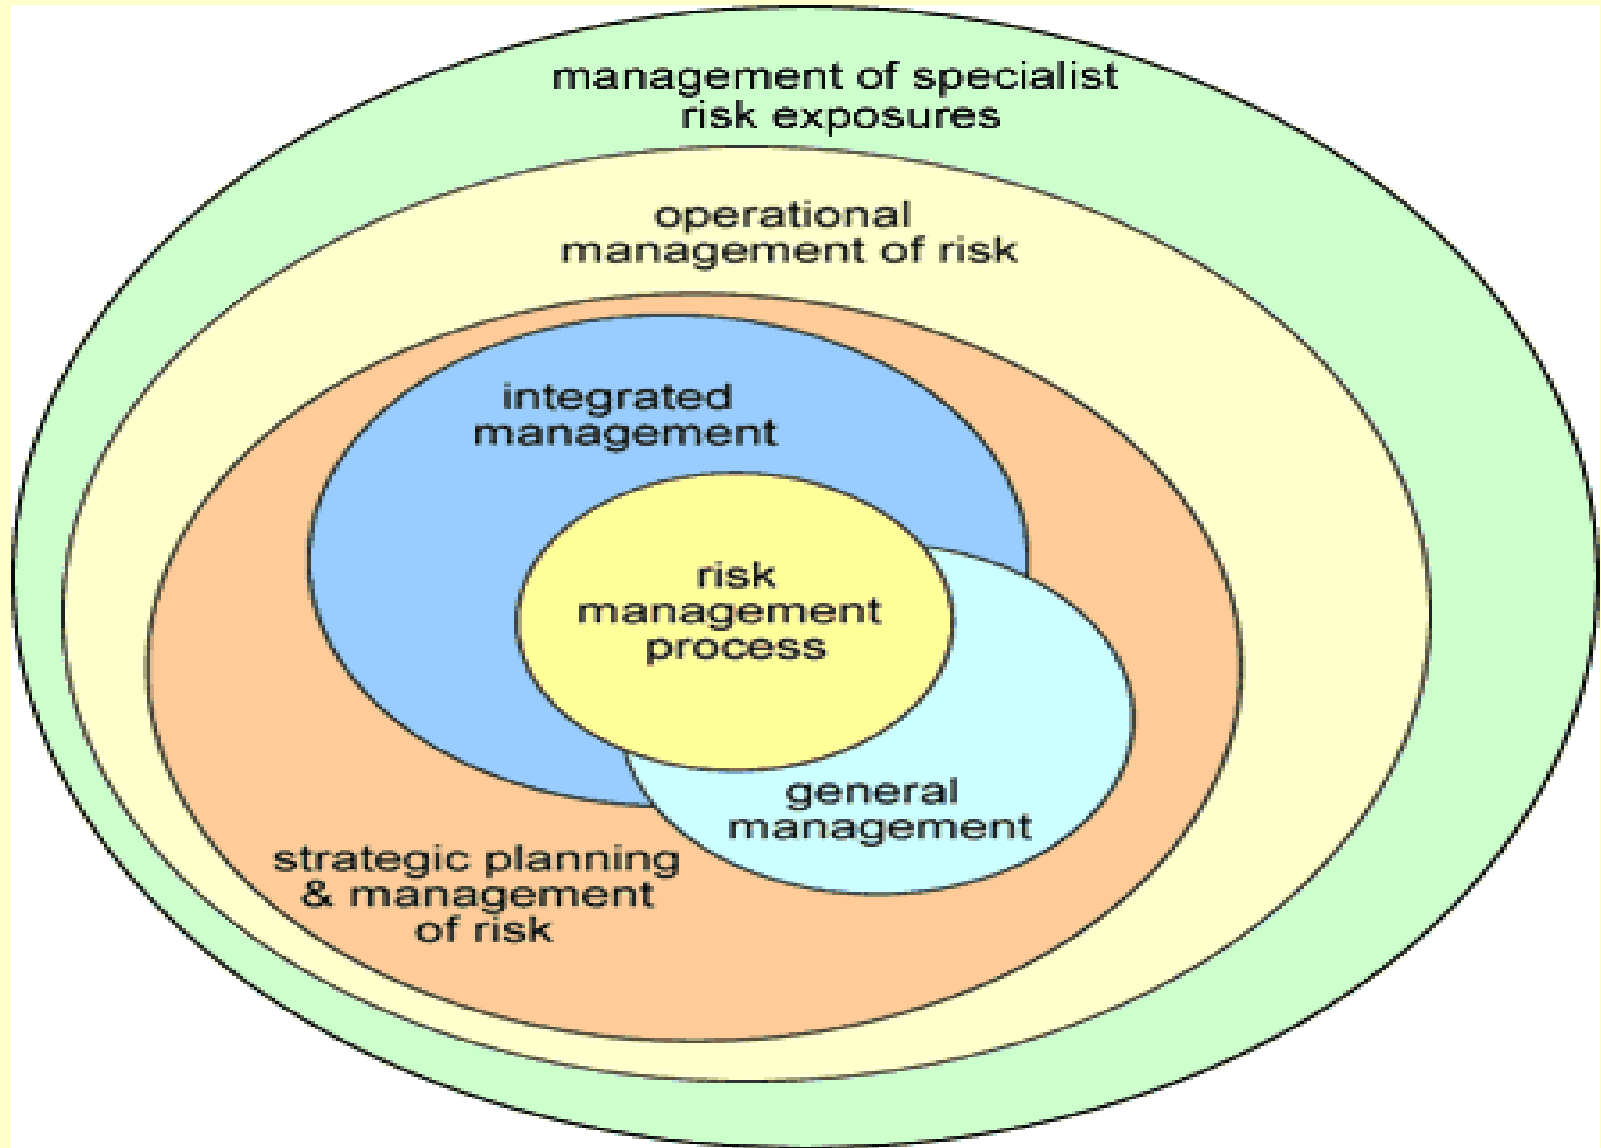 management of specialist
risk exposures
operational
management of risk
integrated
management
risk
management
process
general
management
strategic planning
& management
of risk